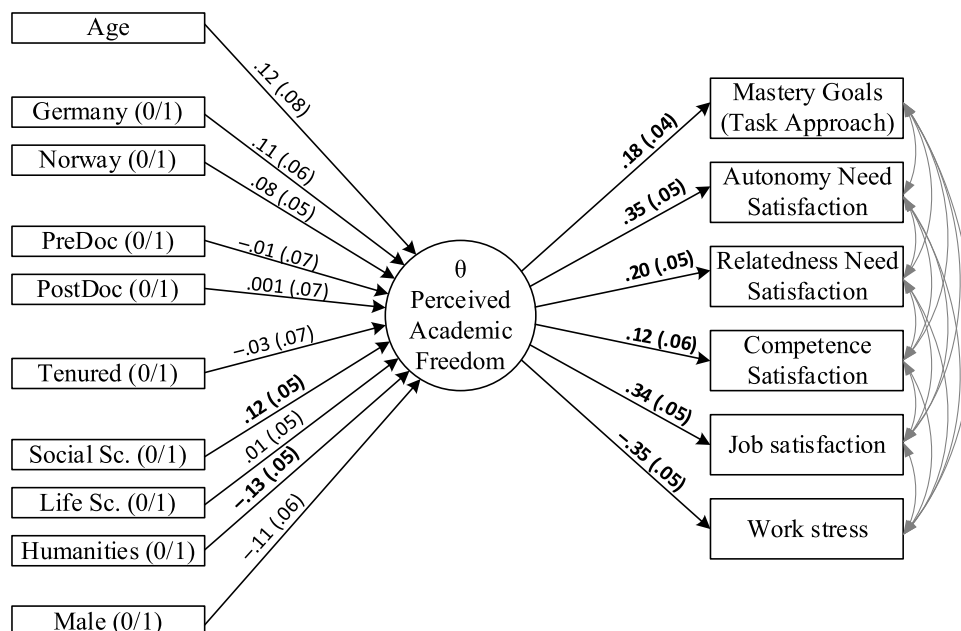 Age
Germany (0/1)
Norway (0/1)
PreDoc (0/1)
PostDoc (0/1)
Tenured (0/1)
Social Sc. (0/1)
Life Sc. (0/1)
Humanities (0/1)
Male (0/1)
.12 (.08)
.11 (.06)
.08 (.05)
−.01 (.07)
.001 (.07)
−.03 (.07)
.12 (.05)
.01 (.05)
−.13 (.05)
−.11 (.06)
θ
Perceived
Academic
Freedom
.18 (.04)
.35 (.05)
.20 (.05)
.12 (.06)
.34 (.05)
−.35 (.05)
Mastery Goals
(Task Approach)
Autonomy Need
Satisfaction
Relatedness Need
Satisfaction
Competence
Satisfaction
Job satisfaction
Work stress